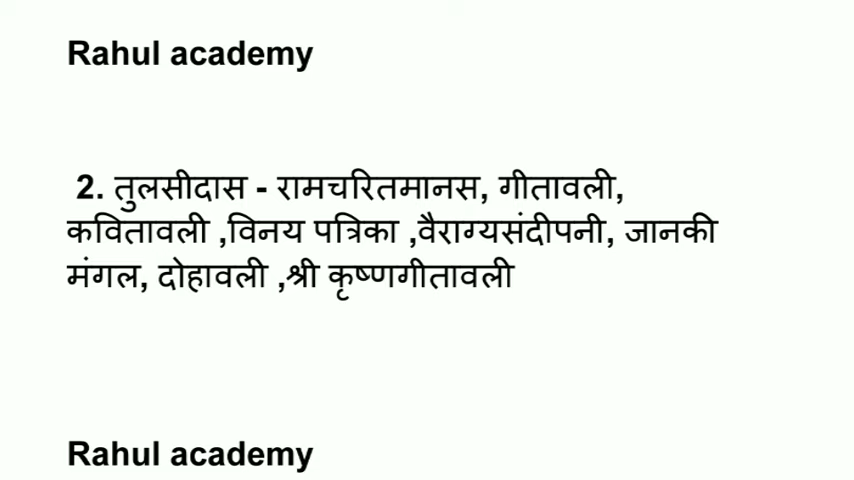 Rahul academy
2. तुलसीदास - रामचरितमानस, गीतावली,
कवितावली ,विनय पत्रिका ,वैराग्यसंदीपनी, जानकी
मंगल, दोहावली ,श्री कृष्णगीतावली
Rahul academy